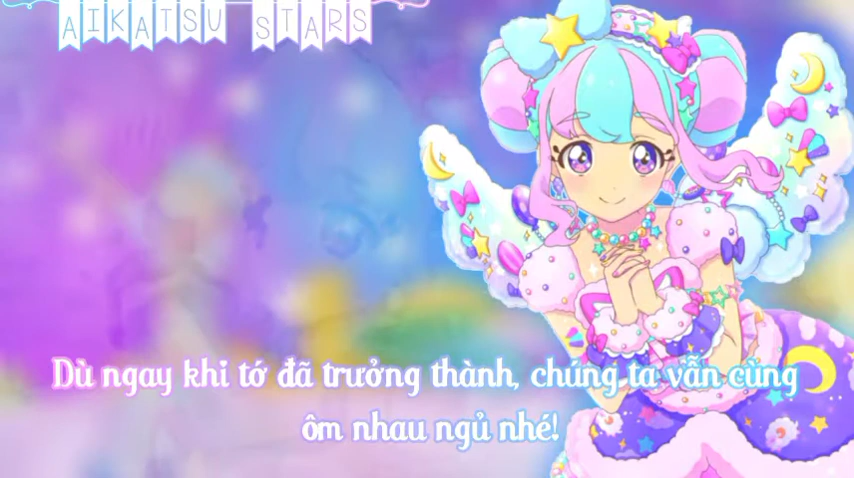 AIKATSU STARS
Dù ngay khi tớ đã trưởng thành, chúng ta vẫn cùng
ôm nhau ngủ nhé!